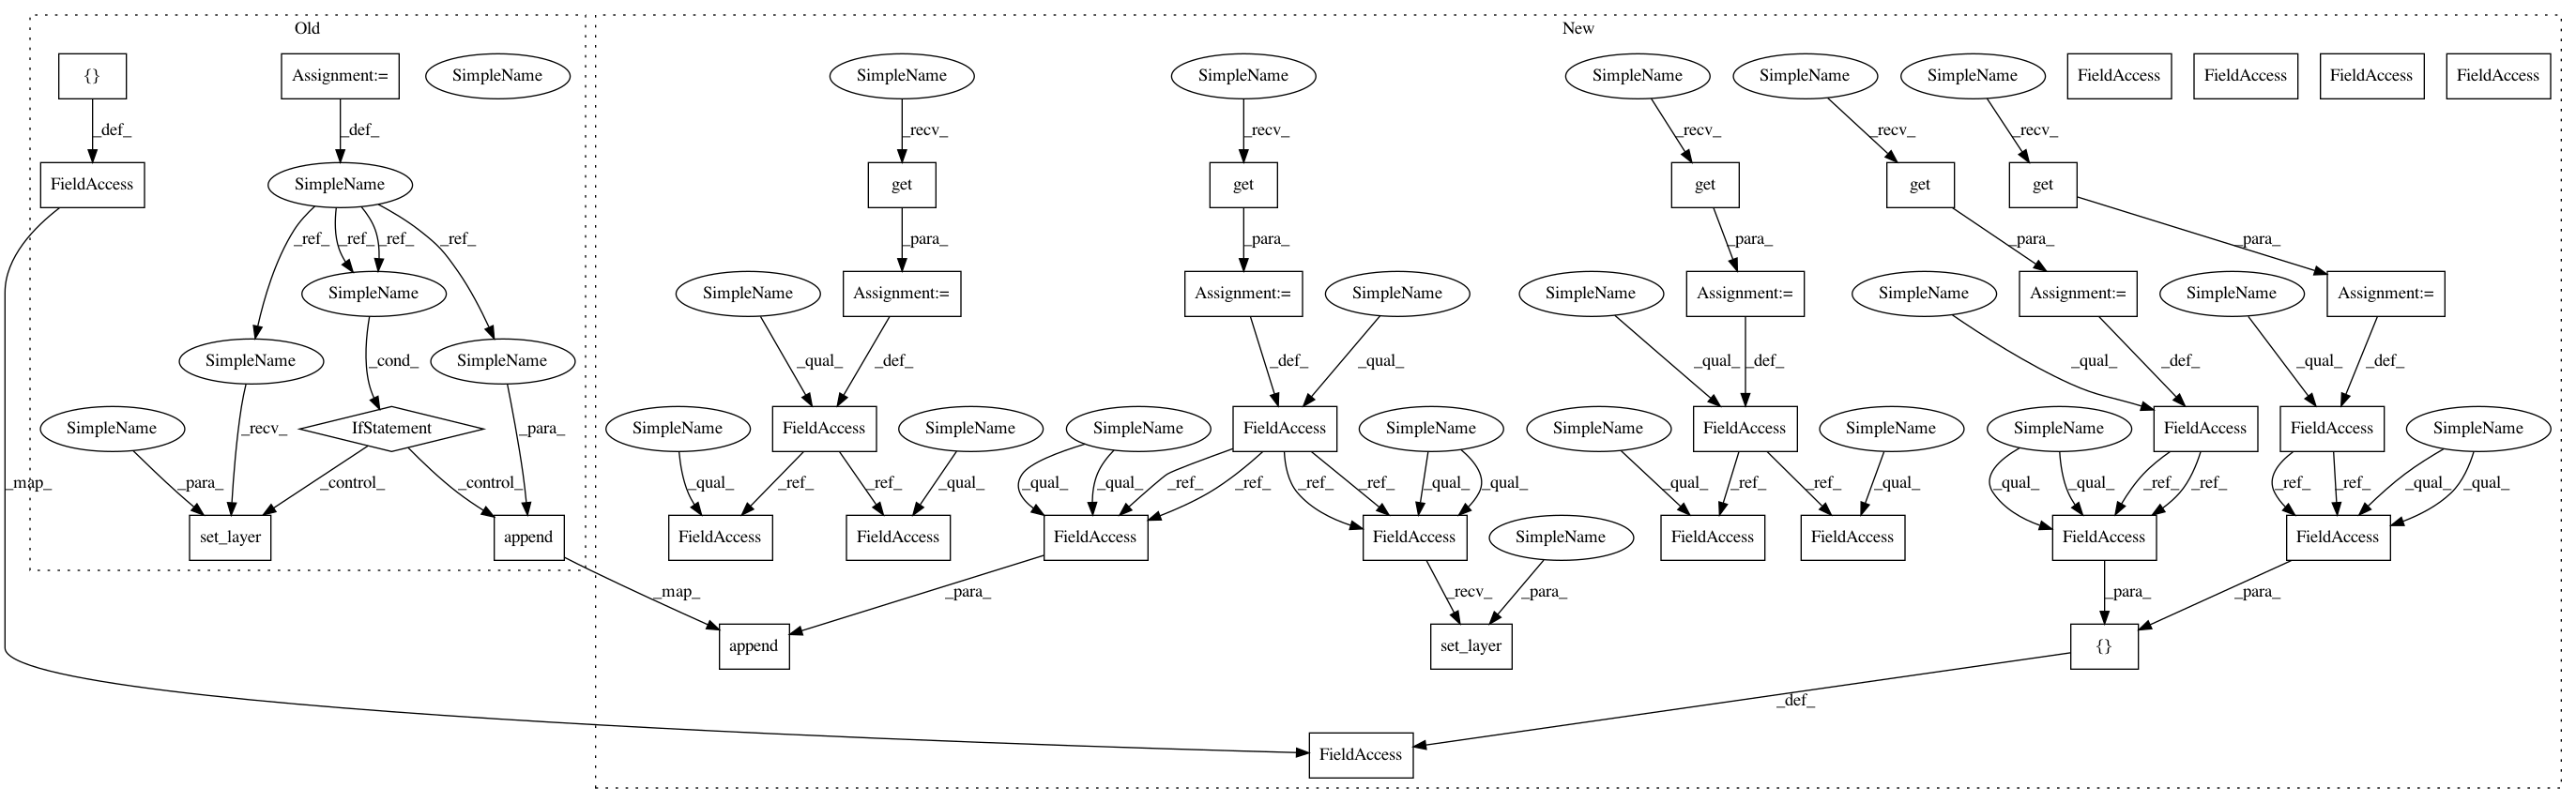 Old
New
{}
Assignment:=
SimpleName
SimpleName
SimpleName
SimpleName
SimpleName
SimpleName
FieldAccess
FieldAccess
FieldAccess
FieldAccess
_def_
_def_
_recv_
_recv_
_recv_
_recv_
_recv_
FieldAccess
SimpleName
get
get
get
get
get
_ref_
_ref_
_ref_
_ref_
_para_
_para_
_para_
_para_
_para_
SimpleName
SimpleName
Assignment:=
Assignment:=
SimpleName
SimpleName
Assignment:=
SimpleName
Assignment:=
SimpleName
Assignment:=
SimpleName
_cond_
SimpleName
_qual_
_def_
_def_
_qual_
_qual_
_def_
_qual_
_def_
_qual_
_def_
SimpleName
_recv_
IfStatement
_para_
SimpleName
FieldAccess
SimpleName
SimpleName
FieldAccess
SimpleName
SimpleName
FieldAccess
SimpleName
SimpleName
FieldAccess
FieldAccess
SimpleName
_map_
_para_
_control_
_control_
_qual_
_ref_
_ref_
_qual_
_qual_
_qual_
_ref_
_ref_
_ref_
_ref_
_qual_
_qual_
_qual_
_ref_
_ref_
_qual_
_qual_
_qual_
_ref_
_ref_
_ref_
_ref_
_qual_
_qual_
set_layer
append
FieldAccess
FieldAccess
FieldAccess
FieldAccess
SimpleName
FieldAccess
FieldAccess
FieldAccess
FieldAccess
_map_
_para_
_recv_
_para_
_para_
_para_
append
set_layer
{}
_def_
FieldAccess